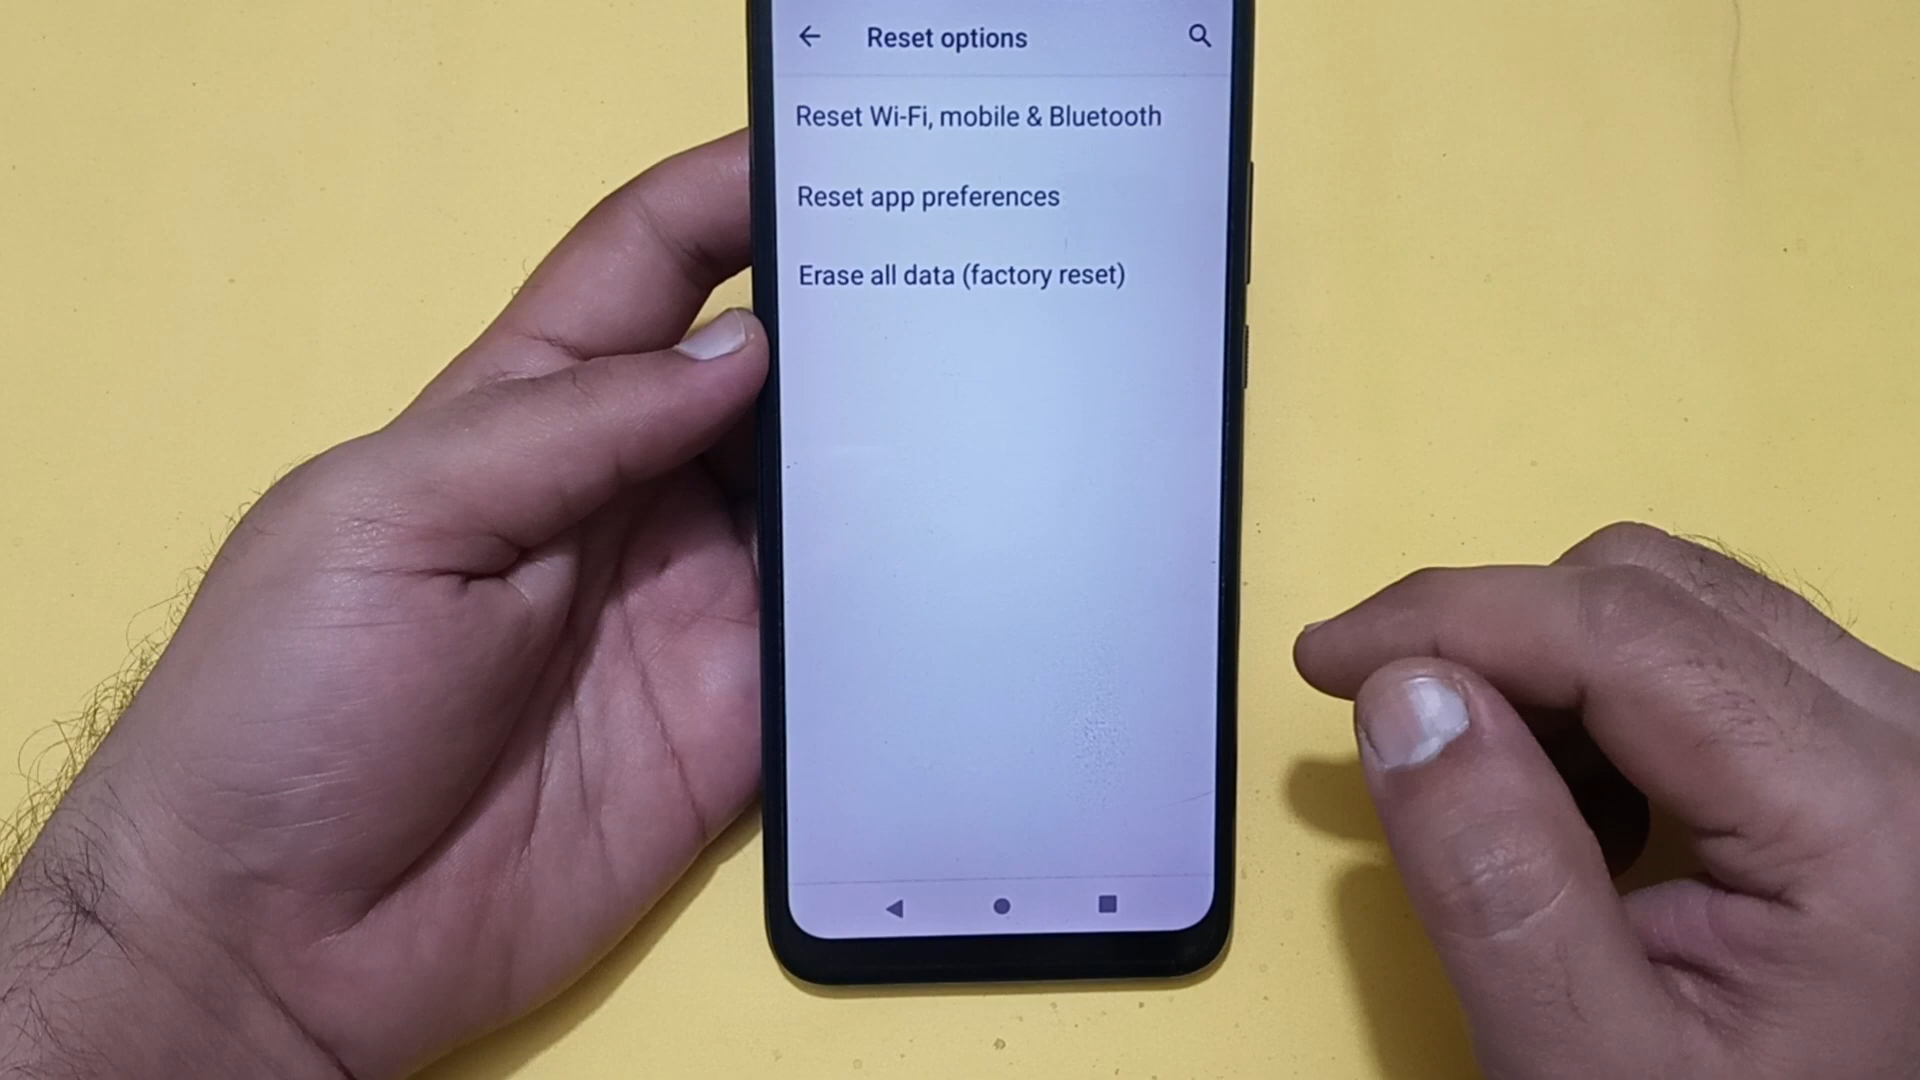 Reset options
Reset Wi-Fi, mobile & Bluetooth
Reset app preferences
Erase all data (factory reset)